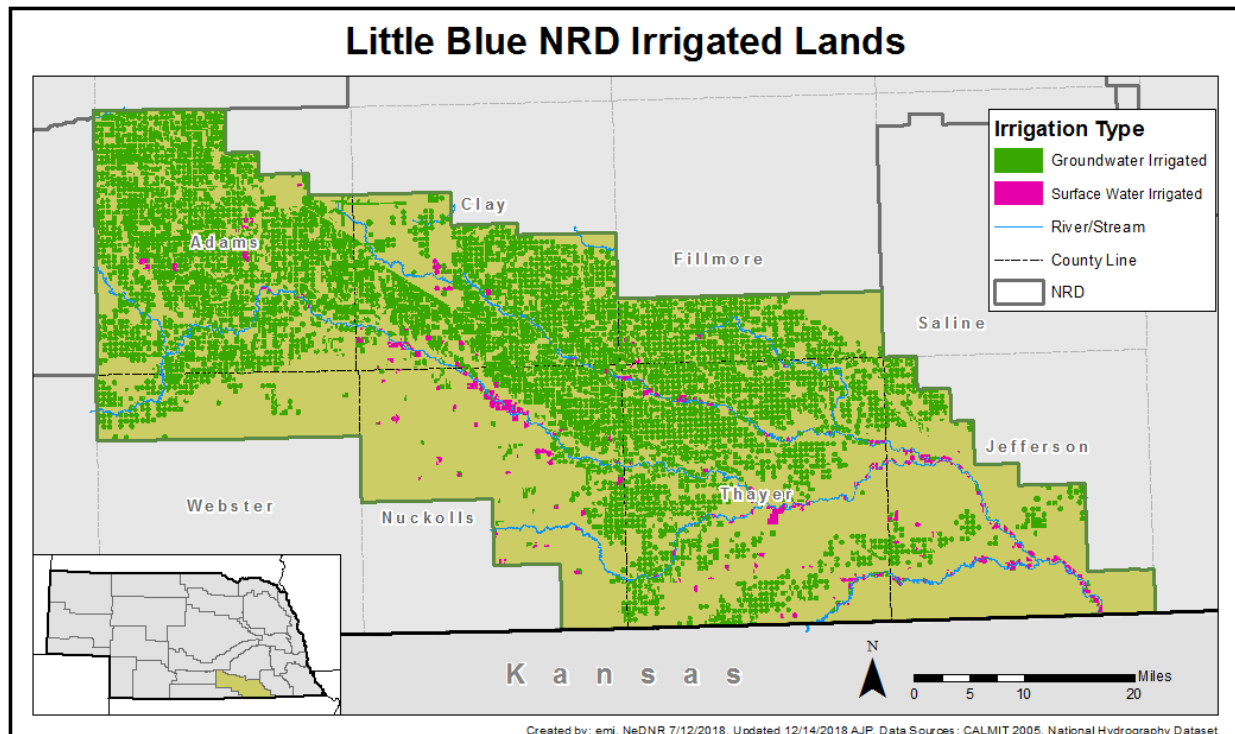 Little Blue NRD Irrigated Lands
Irrigation Type
Groundwater Irrigated
Surface Water Irrigated
River/Stream
County Line
NRD
Clay
Adams
Fillmore
Saline
Jefferson
Thayer
Webster
Nuckolls
Kansas
N
Miles
0 5 10 20
Created by: emj, NeDNR 7/12/2018, Updated 12/14/2018 AJP, Data Sources: CALMIT 2005, National Hydrography Dataset